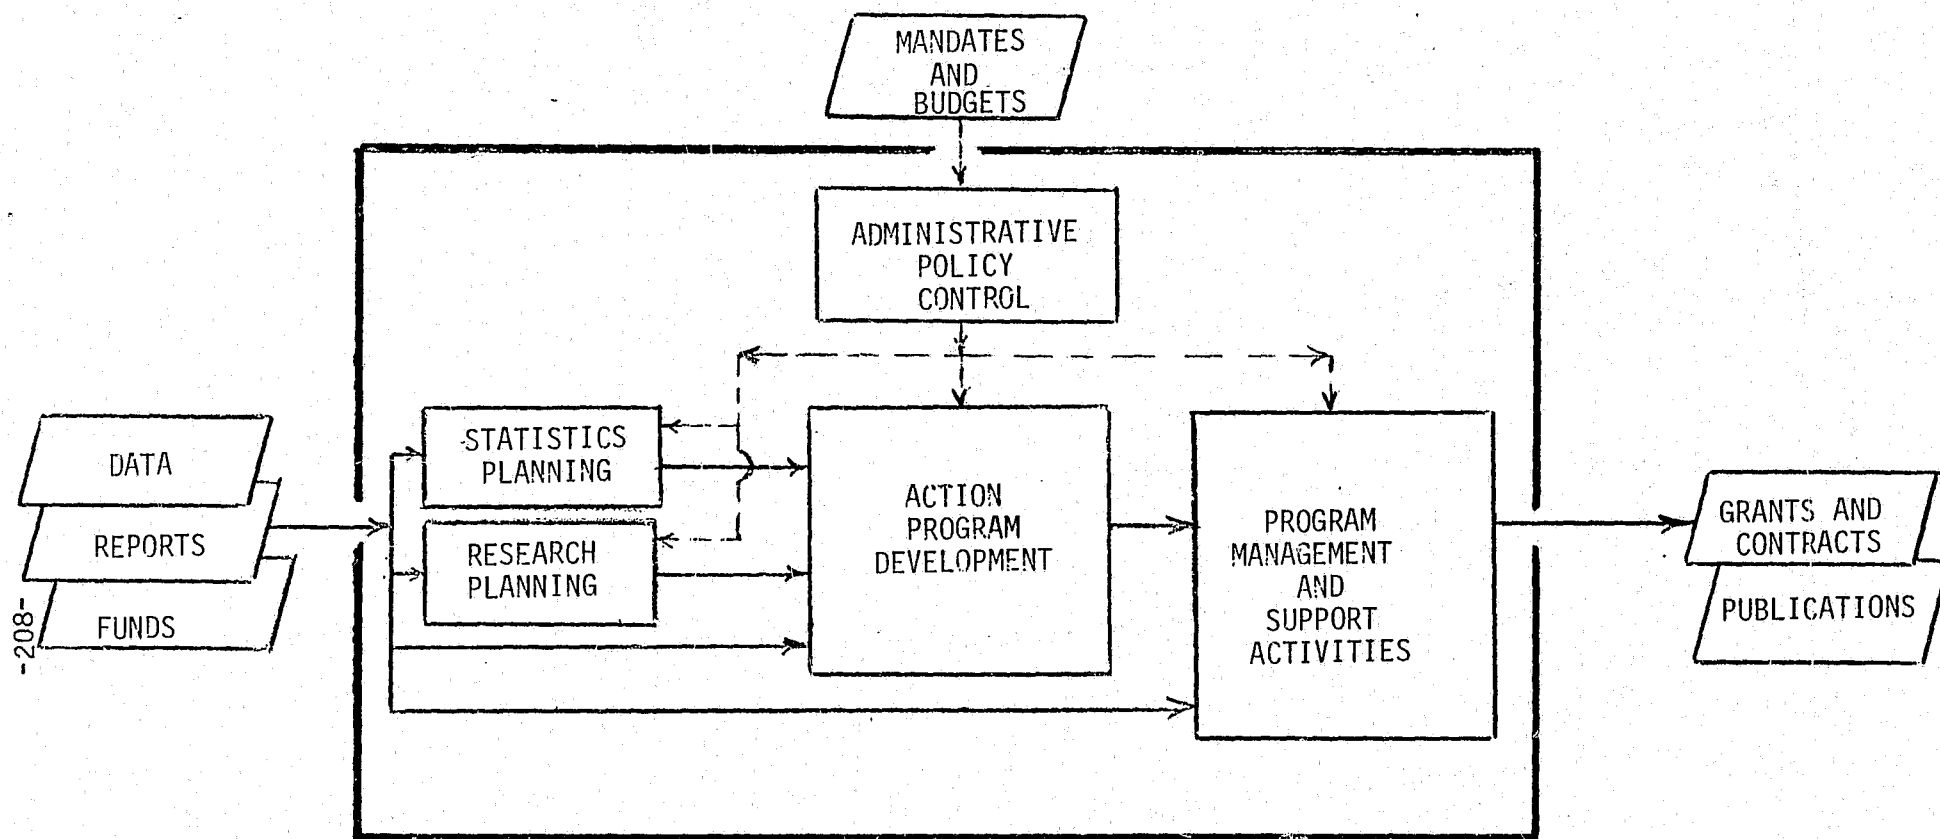 MANDATES
AND
BUDGETS
ADMINISTRATIVE
POLICY
CONTROL
DATA
REPORTS
FUNDS
STATISTICS
PLANNING
RESEARCH
PLANNING
ACTION
PROGRAM
DEVELOPMENT
PROGRAM
MANAGEMENT
AND
SUPPORT
ACTIVITIES
GRANTS AND
CONTRACTS
PUBLICATIONS
-208-